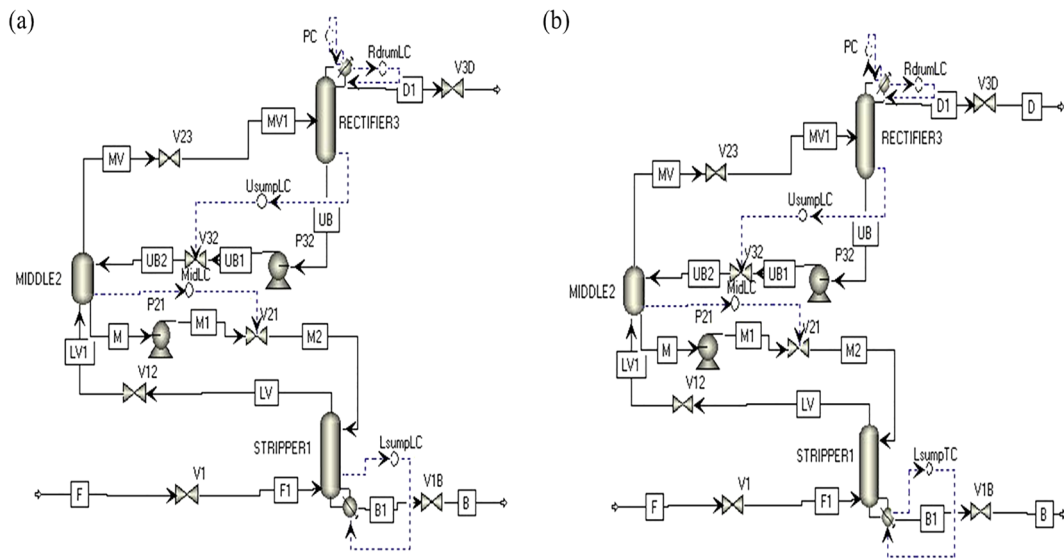 (a)
PC
RdrumLC
V3D
D1
RECTIFIER3
MV1
V23
MV
UsumpLC
UB
V32
P32
UB2
UB1
MIDDLE2
MidLC
P21
V21
M
M1
M2
LV1
V12
LV
STRIPPER1
LsumpLC
V1
F
F1
B1
V1B
B
(b)
PC
RdrumLC
V3D
D1
D
RECTIFIER3
MV1
V23
MV
UsumpLC
UB
V32
P32
UB2
UB1
MIDDLE2
MidLC
P21
V21
M
M1
M2
LV1
V12
LV
STRIPPER1
LsumpTC
V1
F
F1
B1
V1B
B